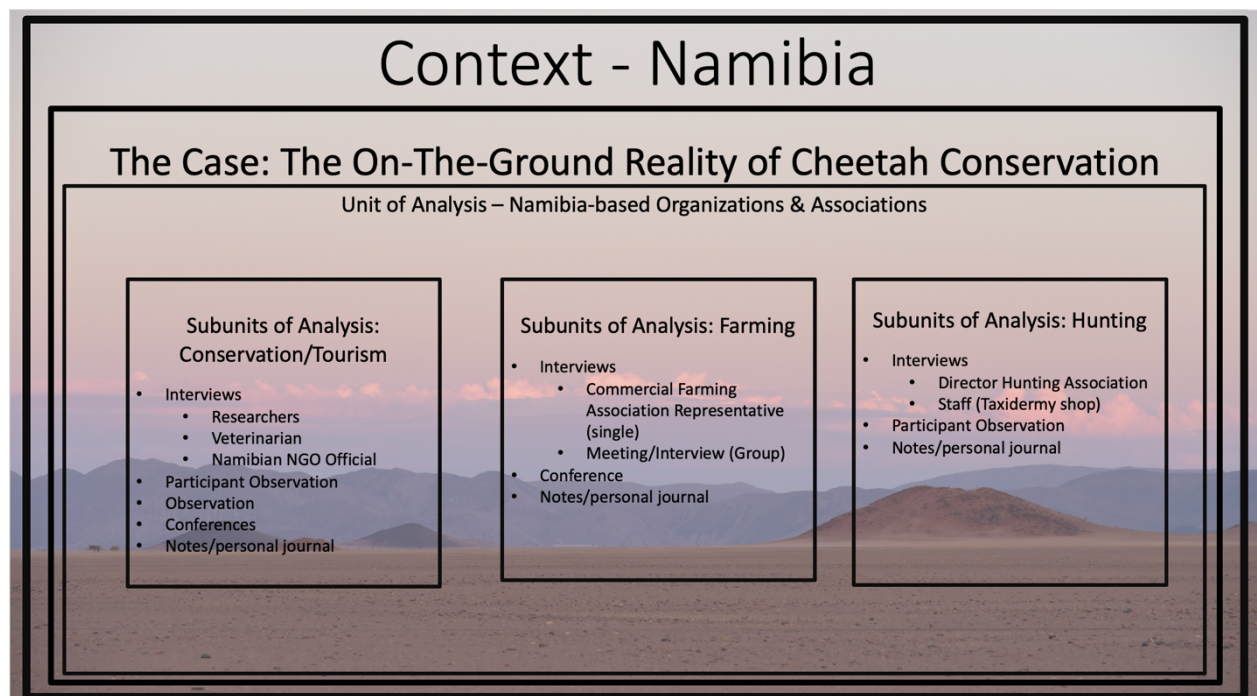 Context - Namibia
The Case: The On-The-Ground Reality of Cheetah Conservation
Unit of Analysis – Namibia-based Organizations & Associations
Subunits of Analysis:
Conservation/Tourism
• Interviews
• Researchers
• Veterinarian
• Namibian NGO Official
• Participant Observation
• Observation
• Conferences
• Notes/personal journal
Subunits of Analysis: Farming
• Interviews
• Commercial Farming
Association Representative
(single)
• Meeting/Interview (Group)
• Conference
• Notes/personal journal
Subunits of Analysis: Hunting
• Interviews
• Director Hunting Association
• Staff (Taxidermy shop)
• Participant Observation
• Notes/personal journal